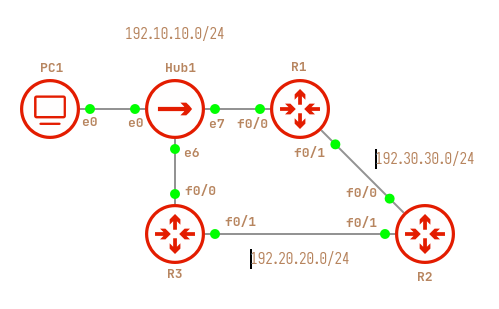 192.10.10.0/24
PC1
Hub1
R1
e0
e0
e7
f0/0
e6
f0/1
192.30.30.0/24
f0/0
f0/0
f0/1
f0/1
192.20.20.0/24
R3
R2